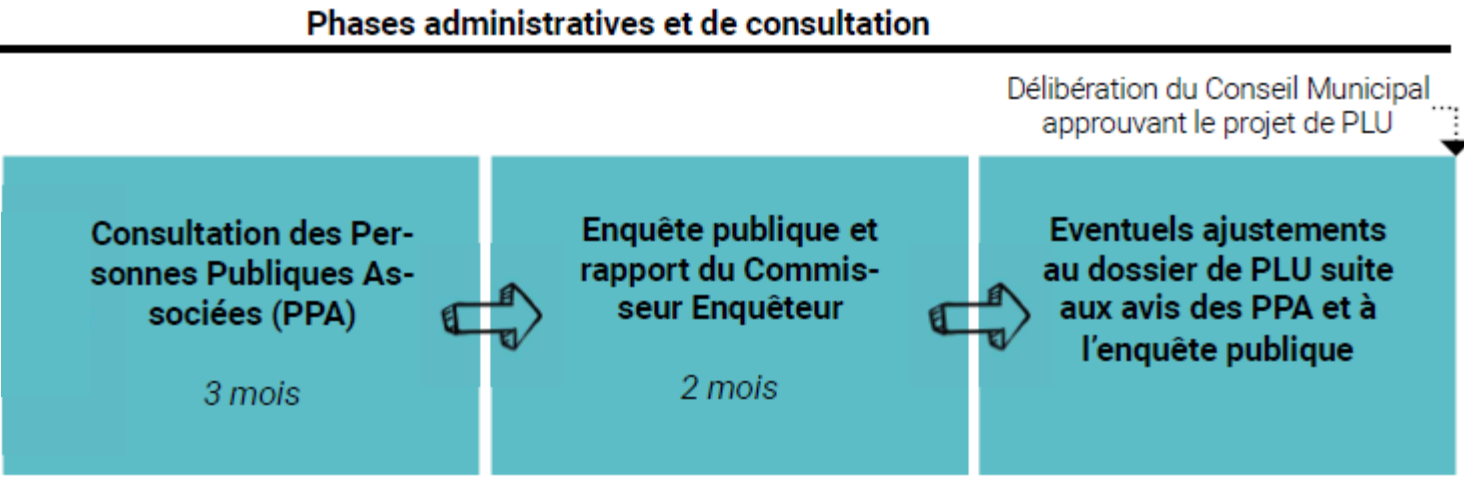 Phases administratives et de consultation
Délibération du Conseil Municipal
approuvant le projet de PLU
Consultation des Per-
sonnes Publiques As-
sociées (PPA)
3 mois
Enquête publique et
rapport du Commis-
seur Enquêteur
2 mois
Eventuels ajustements
au dossier de PLU suite
aux avis des PPA et à
l'enquête publique